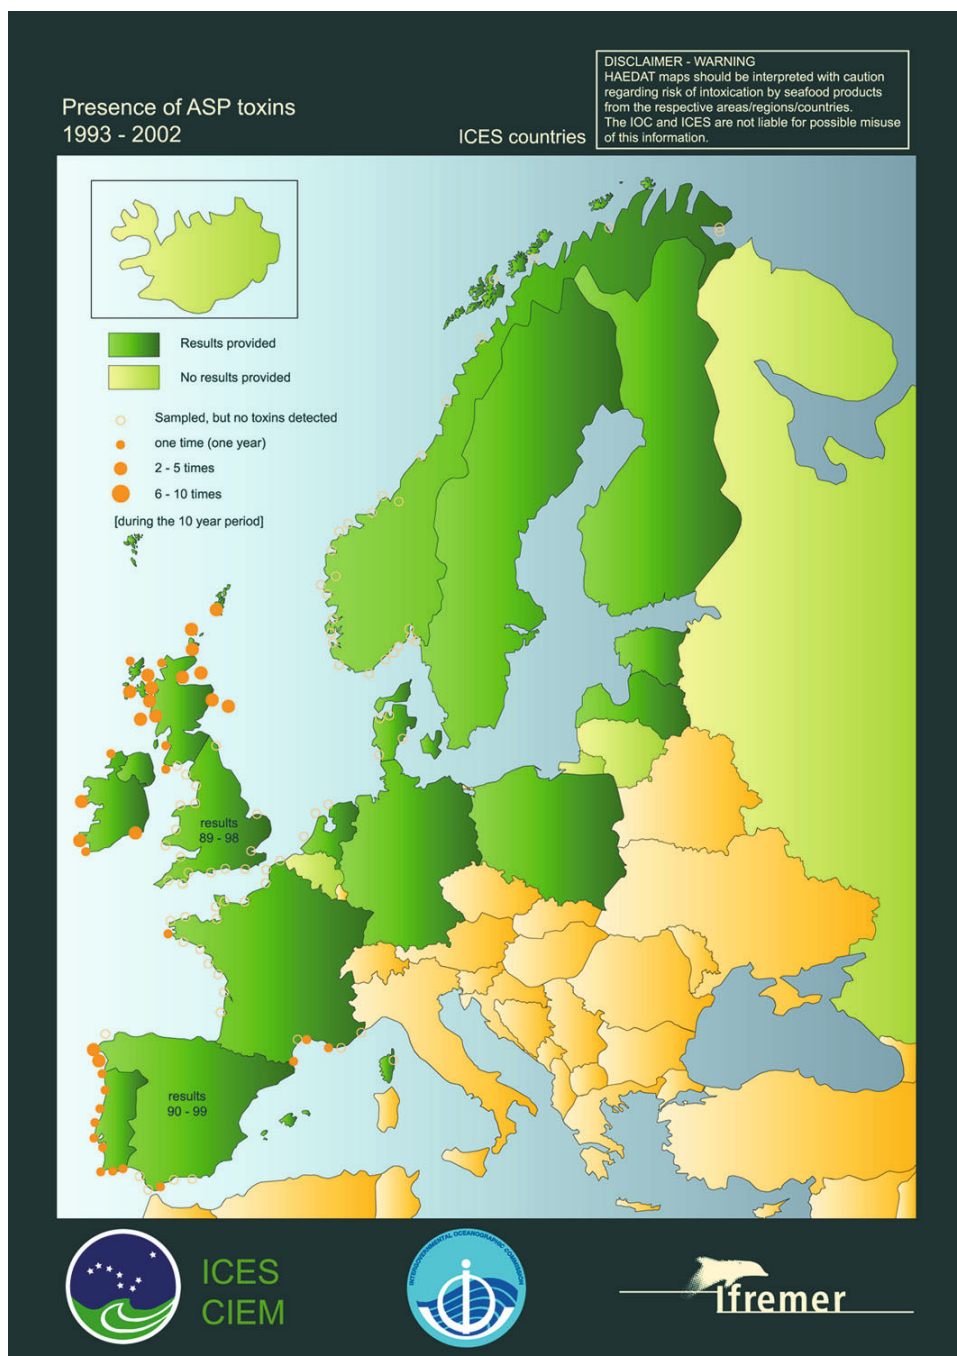 Presence of ASP toxins
1993 - 2002
ICES countries
DISCLAIMER - WARNING
HAEDAT maps should be interpreted with caution
regarding risk of intoxication by seafood products
from the respective areas/regions/countries.
The IOC and ICES are not liable for possible misuse
of this information.
Results provided
No results provided
Sampled, but no toxins detected
one time (one year)
2 - 5 times
6 - 10 times
[during the 10 year period]
results
89 - 98
results
90 - 99
ICES
CIEM
INTERGOVERNMENTAL OCEANOGRAPHIC COMMISSION
Ifremer